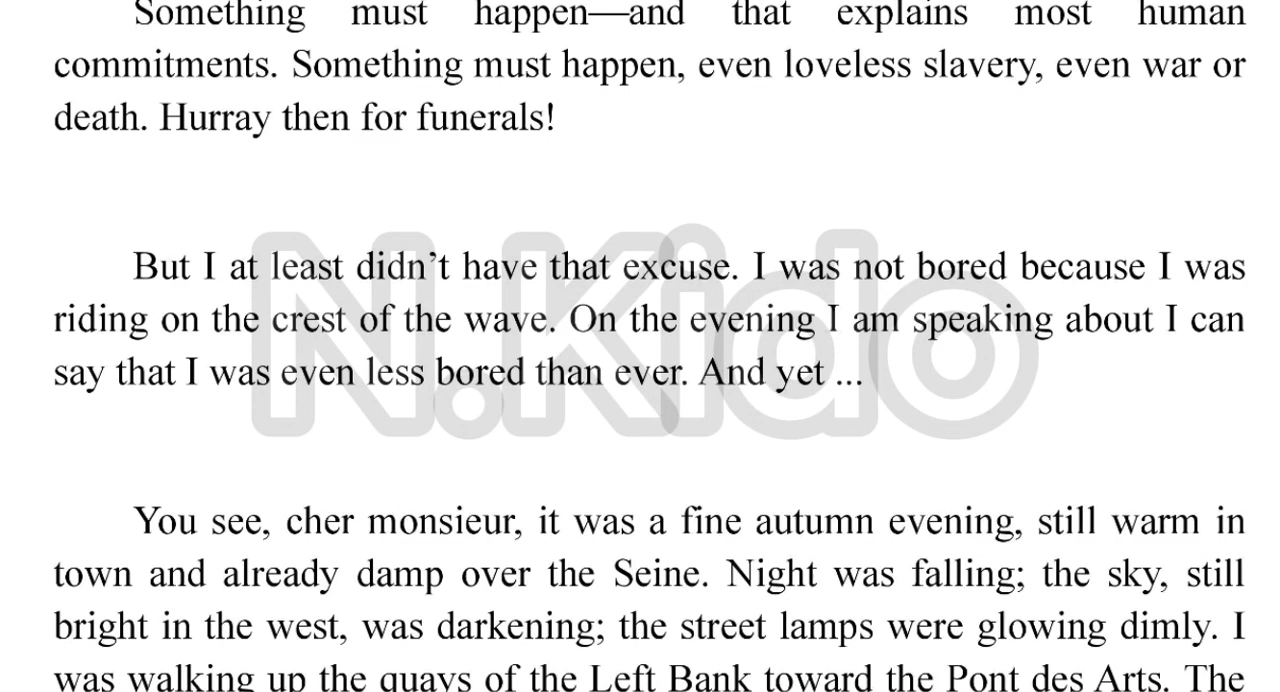 Something must happen—and that explains most human
commitments. Something must happen, even loveless slavery, even war or
death. Hurray then for funerals!
But I at least didn’t have that excuse. I was not bored because I was
riding on the crest of the wave. On the evening I am speaking about I can
say that I was even less bored than ever. And yet ...
N.Kido
You see, cher monsieur, it was a fine autumn evening, still warm in
town and already damp over the Seine. Night was falling; the sky, still
bright in the west, was darkening; the street lamps were glowing dimly. I
was walking up the quays of the Left Bank toward the Pont des Arts. The